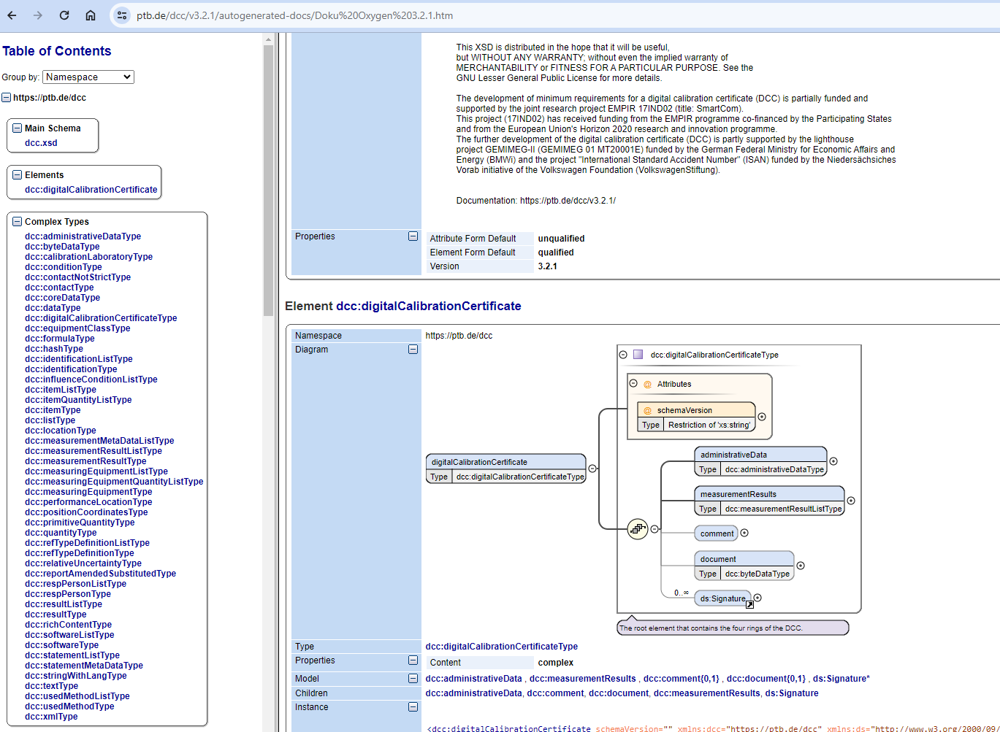 ptb.de/dcc/v3.2.1/autogenerated-docs/Doku%20Oxygen%203.2.1.htm
Table of Contents
Group by: Namespace
https://ptb.de/dcc
Main Schema
dcc.xsd
Elements
dcc:digitalCalibrationCertificate
Complex Types
dcc:administrativeDataType
dcc:byteDataType
dcc:calibrationLaboratoryType
dcc:conditionType
dcc:contactNotStrictType
dcc:contactType
dcc:coreDataType
dcc:dataType
dcc:digitalCalibrationCertificateType
dcc:equipmentClassType
dcc:formulaType
dcc:hashType
dcc:identificationListType
dcc:identificationType
dcc:influenceConditionListType
dcc:itemListType
dcc:itemQuantityListType
dcc:itemType
dcc:listType
dcc:locationType
dcc:measurementMetaDataListType
dcc:measurementResultListType
dcc:measurementResultType
dcc:measuringEquipmentListType
dcc:measuringEquipmentQuantityListType
dcc:measuringEquipmentType
dcc:performanceLocationType
dcc:positionCoordinatesType
dcc:primitiveQuantityType
dcc:quantityType
dcc:refTypeDefinitionListType
dcc:refTypeDefinitionType
dcc:relativeUncertaintyType
dcc:reportAmendedSubstitutedType
dcc:respPersonListType
dcc:respPersonType
dcc:resultListType
dcc:resultType
dcc:richContentType
dcc:softwareListType
dcc:softwareType
dcc:statementListType
dcc:statementMetaDataType
dcc:stringWithLangType
dcc:textType
dcc:usedMethodListType
dcc:usedMethodType
dcc:xmlType
This XSD is distributed in the hope that it will be useful,
but WITHOUT ANY WARRANTY; without even the implied warranty of
MERCHANTABILITY or FITNESS FOR A PARTICULAR PURPOSE. See the
GNU Lesser General Public License for more details.
The development of minimum requirements for a digital calibration certificate (DCC) is partially funded and
supported by the joint research project EMPIR 17IND02 (title: SmartCom).
This project (17IND02) has received funding from the EMPIR programme co-financed by the Participating States
and from the European Union's Horizon 2020 research and innovation programme.
The further development of the digital calibration certificate (DCC) is partly supported by the lighthouse
project GEMIMEG-II (GEMIMEG 01 MT20001E) funded by the German Federal Ministry for Economic Affairs and
Energy (BMWi) and the project "International Standard Accident Number" (ISAN) funded by the Niedersächsisches
Vorab initiative of the Volkswagen Foundation (VolkswagenStiftung).
Documentation: https://ptb.de/dcc/v3.2.1/
Properties
Attribute Form Default unqualified
Element Form Default qualified
Version 3.2.1
Element dcc:digitalCalibrationCertificate
Namespace https://ptb.de/dcc
Diagram
dcc:digitalCalibrationCertificateType
@ Attributes
@ schemaVersion
Type Restriction of 'xs:string'
digitalCalibrationCertificate
Type dcc:digitalCalibrationCertificateType
administrativeData
Type dcc:administrativeDataType
measurementResults
Type dcc:measurementResultListType
comment
document
Type dcc:byteDataType
0..∞
ds:Signature
The root element that contains the four rings of the DCC.
Type dcc:digitalCalibrationCertificateType
Properties Content complex
Model dcc:administrativeData , dcc:measurementResults , dcc:comment{0,1} , dcc:document{0,1} , ds:Signature*
Children dcc:administrativeData, dcc:comment, dcc:document, dcc:measurementResults, ds:Signature
Instance
<dcc:digitalCalibrationCertificate schemaVersion="" xmlns:dcc="https://ptb.de/dcc" xmlns:ds="http://www.w3.org/2000/09/